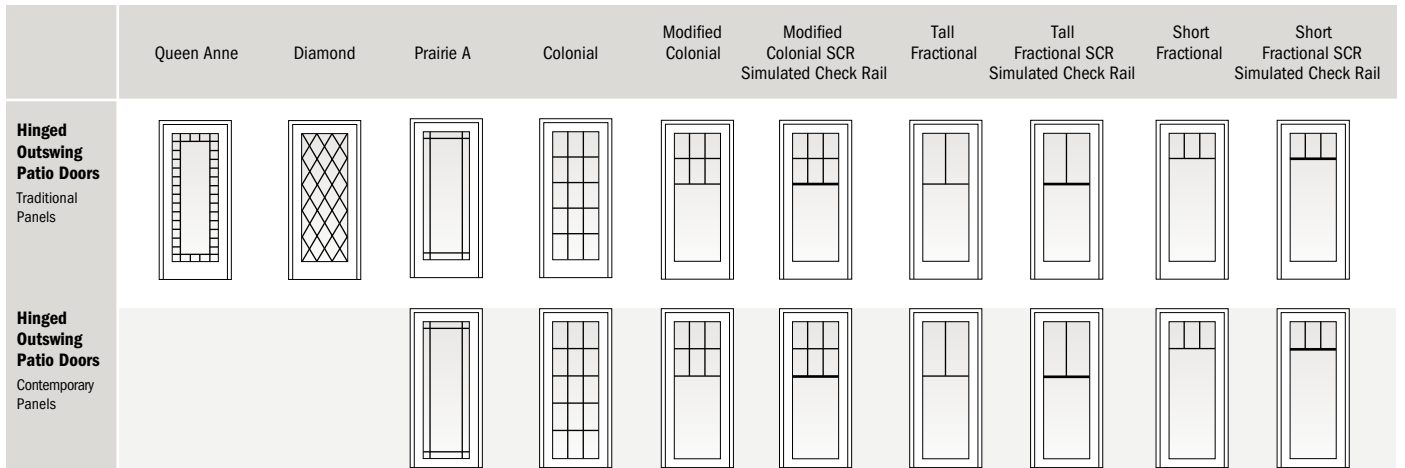 Queen Anne
Diamond
Prairie A
Colonial
Modified
Colonial
Modified
Colonial SCR
Simulated Check Rail
Tall
Fractional
Tall
Fractional SCR
Simulated Check Rail
Short
Fractional
Short
Fractional SCR
Simulated Check Rail
Hinged
Outswing
Patio Doors
Traditional
Panels
Hinged
Outswing
Patio Doors
Contemporary
Panels